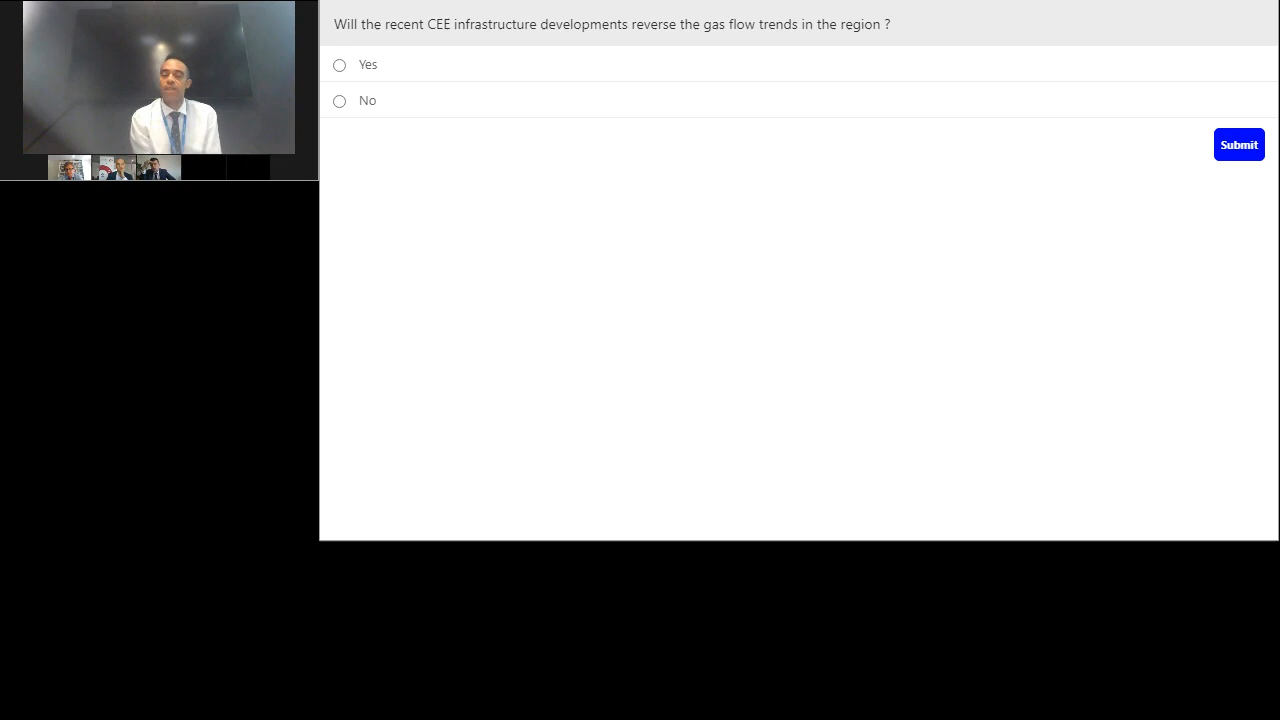 Will the recent CEE infrastructure developments reverse the gas flow trends in the region ?
Yes
No
Submit